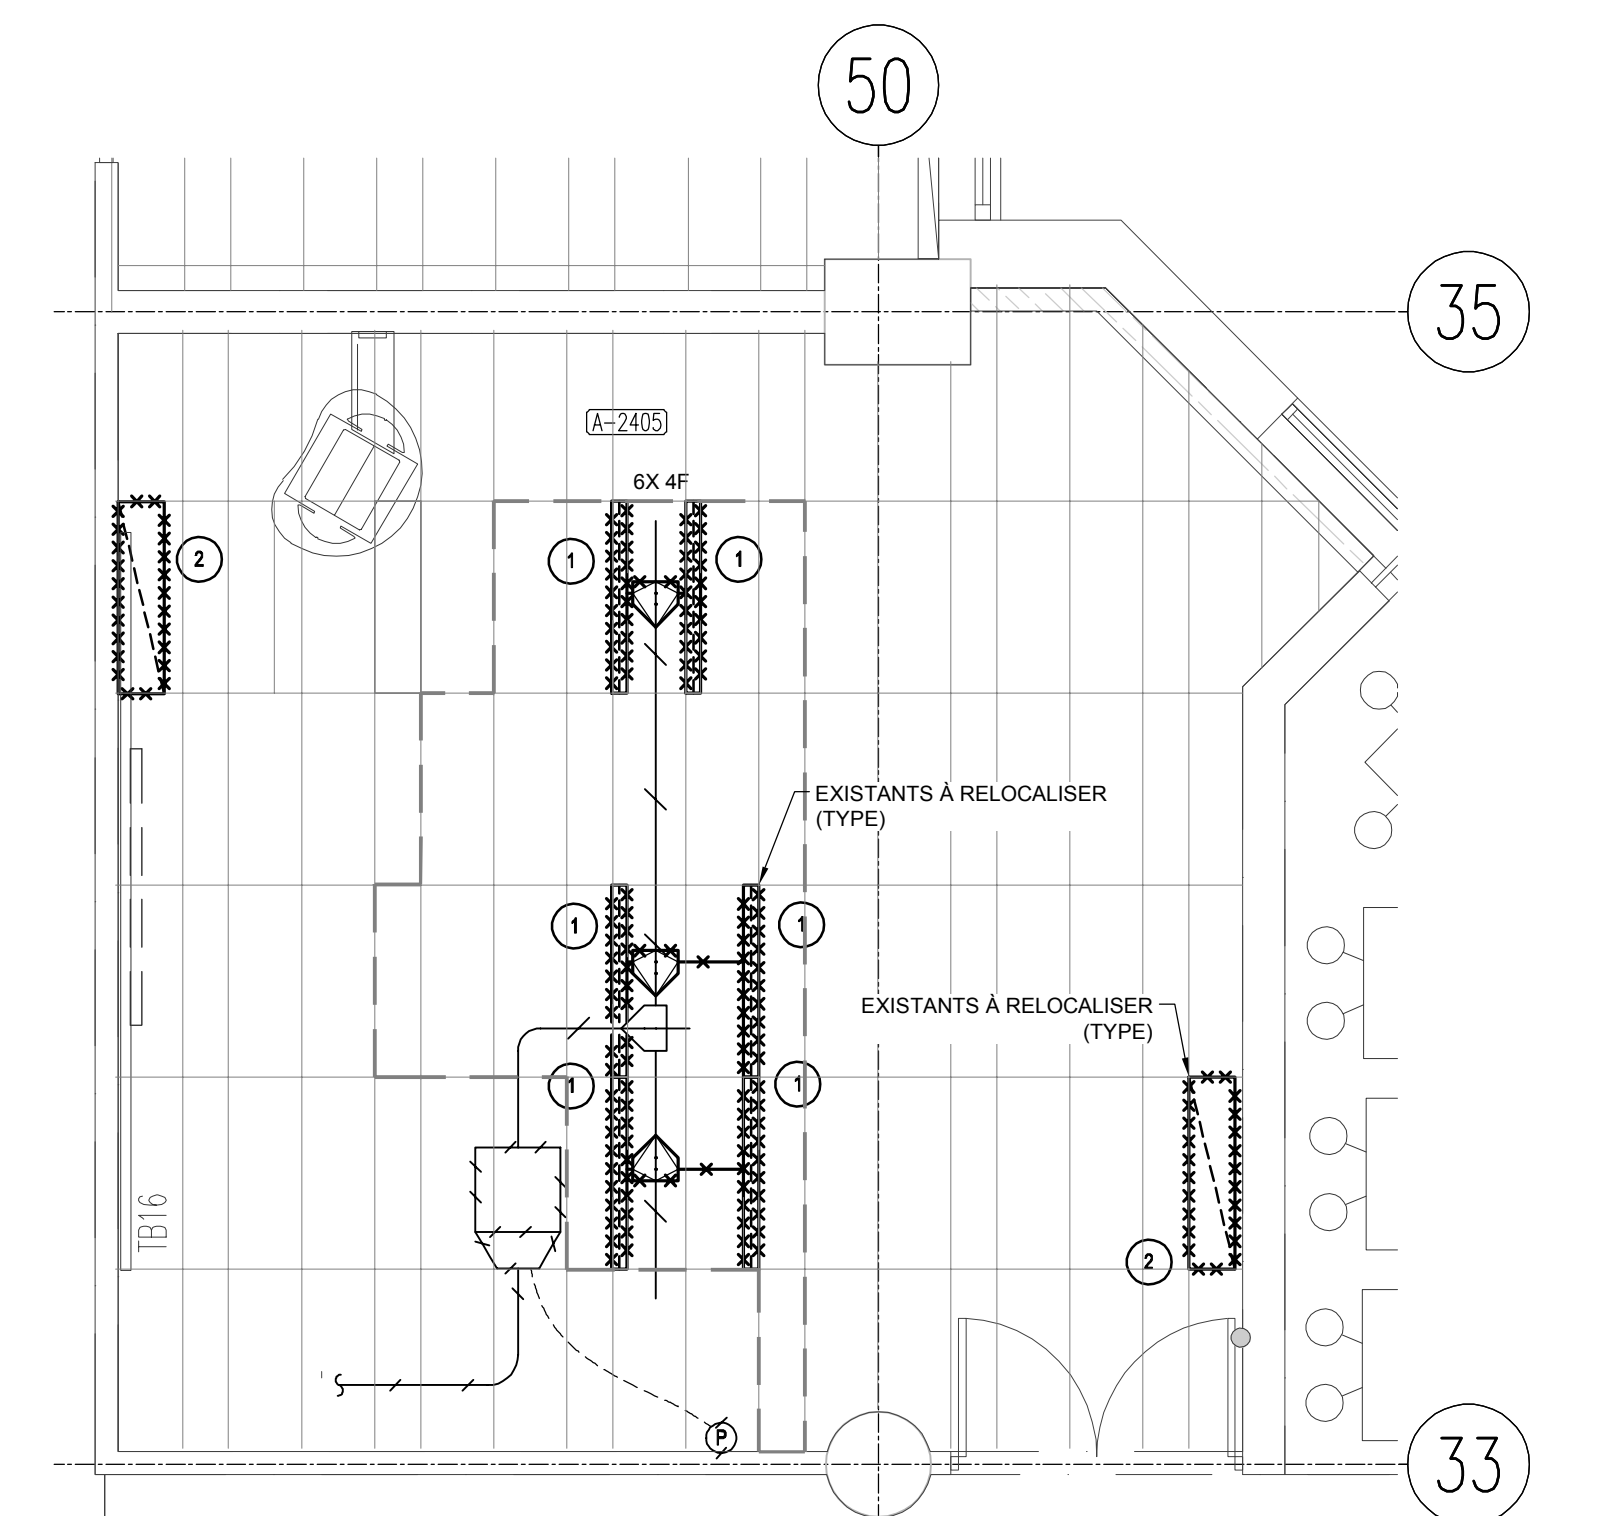 50
35
A-2405
6X 4F
2
1
1
EXISTANTS À RELOCALISER
(TYPE)
1
1
EXISTANTS À RELOCALISER
(TYPE)
1
1
TB16
2
P
33